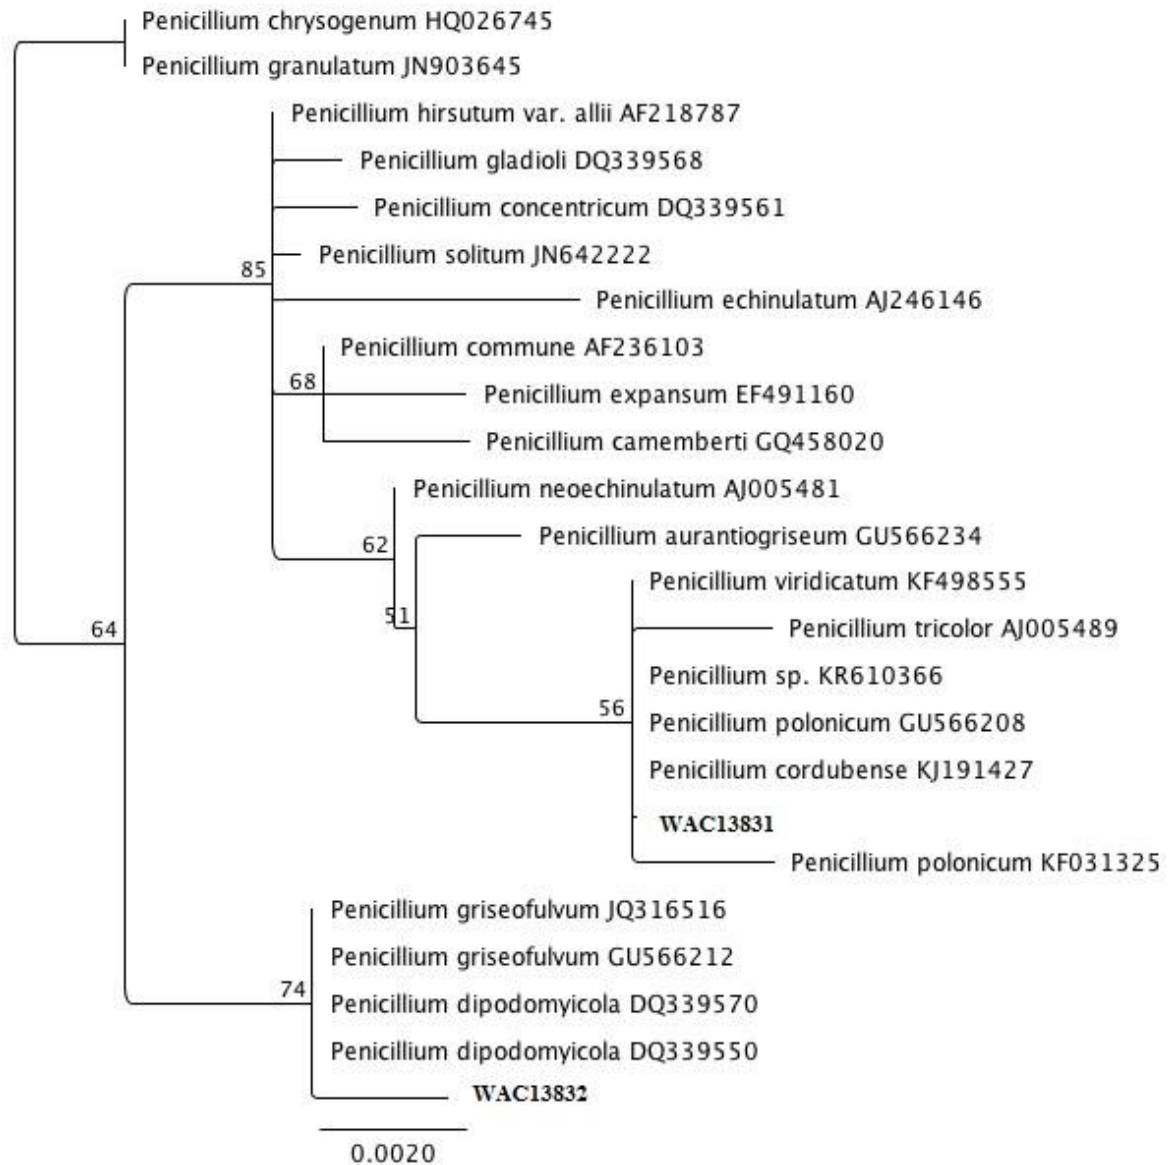 Penicillium chrysogenum HQ026745
Penicillium granulatum JN903645
Penicillium hirsutum var. allii AF218787
Penicillium gladioli DQ339568
Penicillium concentricum DQ339561
Penicillium solitum JN642222
85
Penicillium echinulatum AJ246146
Penicillium commune AF236103
68
Penicillium expansum EF491160
Penicillium camemberti GQ458020
Penicillium neoechinulatum AJ005481
Penicillium aurantiogriseum GU566234
62
Penicillium viridicatum KF498555
51
64
Penicillium tricolor AJ005489
Penicillium sp. KR610366
56
Penicillium polonicum GU566208
Penicillium cordubense KJ191427
WAC13831
Penicillium polonicum KF031325
Penicillium griseofulvum JQ316516
Penicillium griseofulvum GU566212
74
Penicillium dipodomyicola DQ339570
Penicillium dipodomyicola DQ339550
WAC13832
0.0020